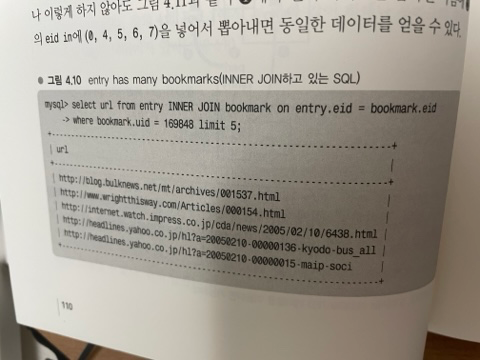 나 이렇게 하지 않아도 그림 4.11과 같이
의 eid in에 (0, 4, 5, 6, 7)을 넣어서 뽑아내면 동일한 데이터를 얻을 수 있다.
● 그림 4.10 entry has many bookmarks(INNER JOIN하고 있는 SQL)
mysql> select url from entry INNER JOIN bookmark on entry.eid = bookmark.eid
-> where bookmark.uid = 169848 limit 5;
+----------------------------------------------------------+
| url |
+----------------------------------------------------------+
| http://blog.bulknews.net/mt/archives/001537.html |
| http://www.wrightthisway.com/Articles/000154.html |
| http://internet.watch.impress.co.jp/cda/news/2005/02/10/6438.html |
| http://headlines.yahoo.co.jp/hl?a=20050210-00000136-kyodo-bus_all |
| http://headlines.yahoo.co.jp/hl?a=20050210-00000015-maip-soci |
+----------------------------------------------------------+
110